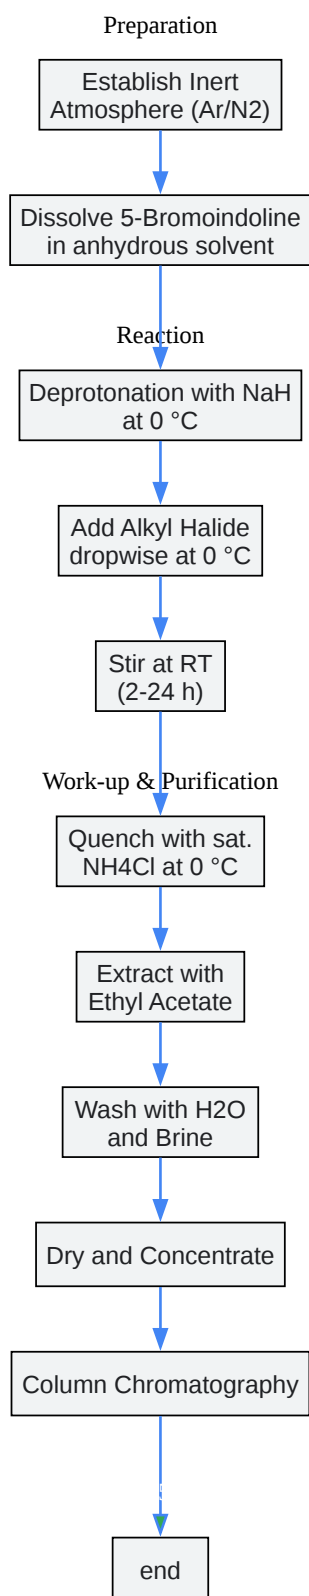 Preparation
Establish Inert
Atmosphere (Ar/N2)
Dissolve 5-Bromoindoline
in anhydrous solvent
Reaction
Deprotonation with NaH
at 0 °C
Add Alkyl Halide
dropwise at 0 °C
Stir at RT
(2-24 h)
Work-up & Purification
Quench with sat.
NH4Cl at 0 °C
Extract with
Ethyl Acetate
Wash with H2O
and Brine
Dry and Concentrate
Column Chromatography
end